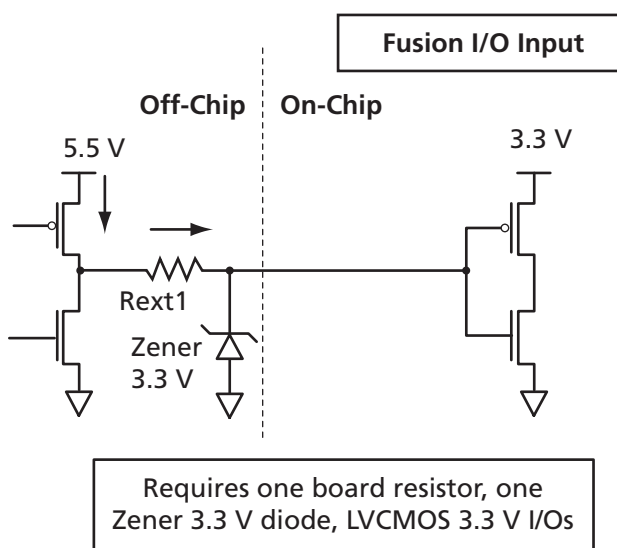 Fusion I/O Input
Off-Chip
On-Chip
5.5 V
3.3 V
Rext1
Zener
3.3 V
Requires one board resistor, one
Zener 3.3 V diode, LVCMOS 3.3 V I/Os